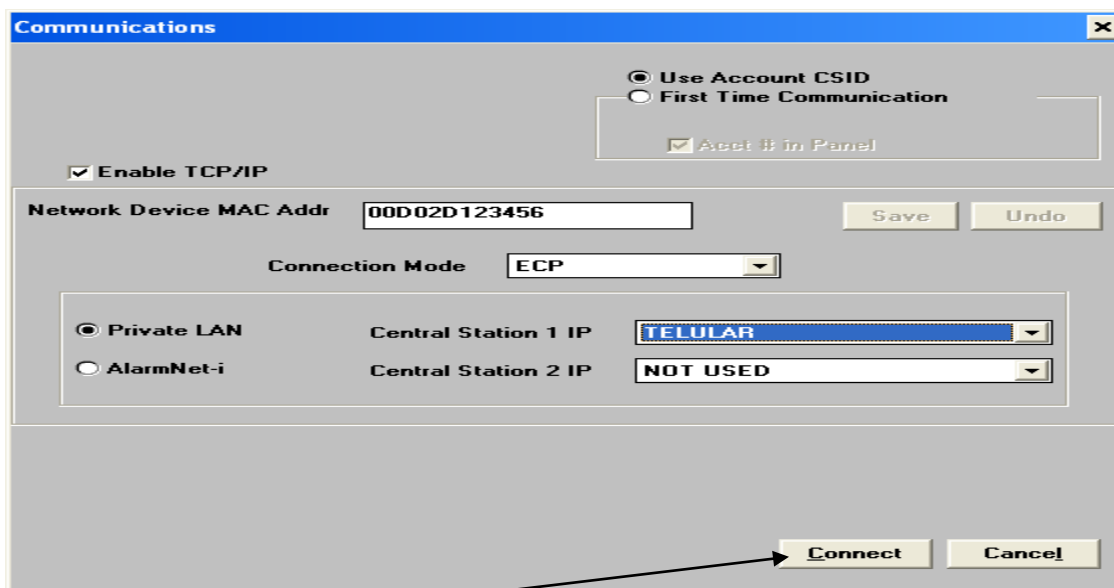 Communications
Use Account CSID
First Time Communication
Acct # in Panel
Enable TCP/IP
Network Device MAC Addr 00D02D123456 Save Undo
Connection Mode ECP
Private LAN Central Station 1 IP TELULAR
AlarmNet-i Central Station 2 IP NOT USED
Connect Cancel